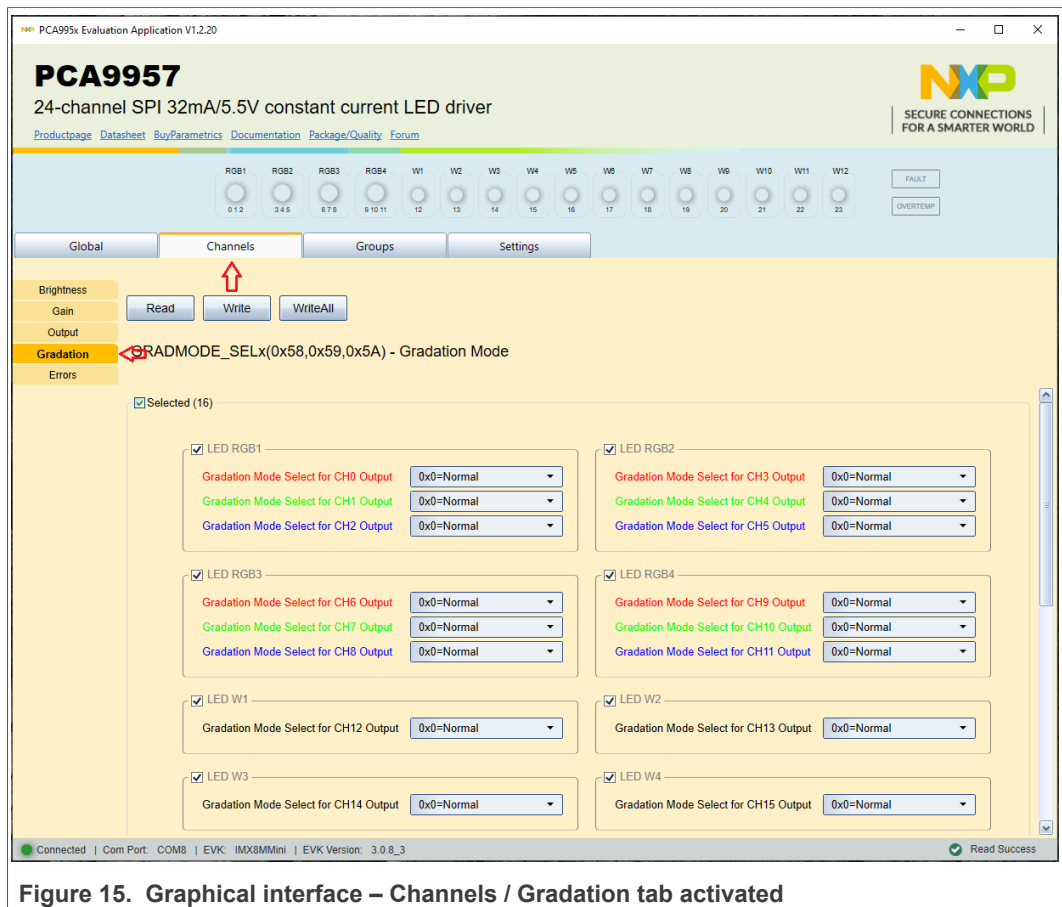 PCA995x Evaluation Application V1.2.20
PCA9957
24-channel SPI 32mA/5.5V constant current LED driver
Productpage Datasheet BuyParametrics Documentation Package/Quality Forum
NXP
SECURE CONNECTIONS
FOR A SMARTER WORLD
RGB1 RGB2 RGB3 RGB4 W1 W2 W3 W4 W5 W6 W7 W8 W9 W10 W11 W12
0 1 2 3 4 5 6 7 8 9 10 11 12 13 14 15 16 17 18 19 20 21 22 23
FAULT
OVERTEMP
Global Channels Groups Settings
Brightness
Gain
Output
Gradation
Errors
Read Write WriteAll
GRADMODE_SELx(0x58,0x59,0x5A) - Gradation Mode
Selected (16)
LED RGB1
Gradation Mode Select for CH0 Output 0x0=Normal
Gradation Mode Select for CH1 Output 0x0=Normal
Gradation Mode Select for CH2 Output 0x0=Normal
LED RGB2
Gradation Mode Select for CH3 Output 0x0=Normal
Gradation Mode Select for CH4 Output 0x0=Normal
Gradation Mode Select for CH5 Output 0x0=Normal
LED RGB3
Gradation Mode Select for CH6 Output 0x0=Normal
Gradation Mode Select for CH7 Output 0x0=Normal
Gradation Mode Select for CH8 Output 0x0=Normal
LED RGB4
Gradation Mode Select for CH9 Output 0x0=Normal
Gradation Mode Select for CH10 Output 0x0=Normal
Gradation Mode Select for CH11 Output 0x0=Normal
LED W1
Gradation Mode Select for CH12 Output 0x0=Normal
LED W2
Gradation Mode Select for CH13 Output 0x0=Normal
LED W3
Gradation Mode Select for CH14 Output 0x0=Normal
LED W4
Gradation Mode Select for CH15 Output 0x0=Normal
Connected | Com Port: COM8 | EVK: IMX8MMini | EVK Version: 3.0.8_3
Read Success
Figure 15. Graphical interface – Channels / Gradation tab activated